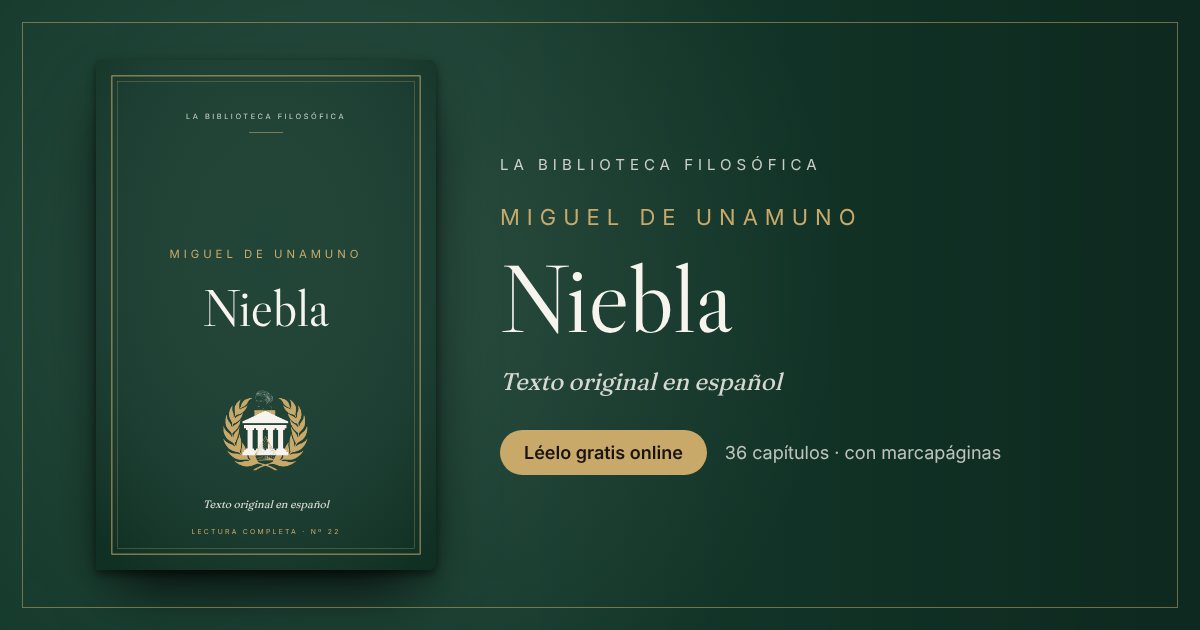 LA BIBLIOTECA FILOSÓFICA
MIGUEL DE UNAMUNO
Niebla
Texto original en español
LECTURA COMPLETA · Nº 22
LA BIBLIOTECA FILOSÓFICA
MIGUEL DE UNAMUNO
Niebla
Texto original en español
Léelo gratis online
36 capítulos · con marcapáginas